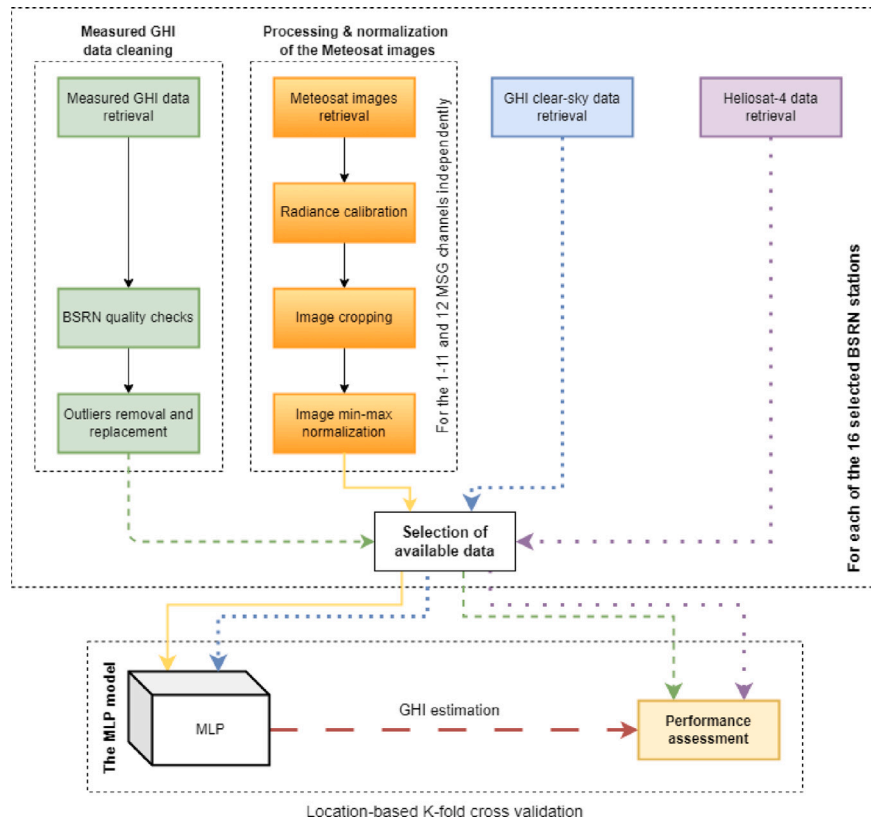 Measured GHI
data cleaning
Processing & normalization
of the Meteosat images
Measured GHI data
retrieval
Meteosat images
retrieval
GHI clear-sky data
retrieval
Heliosat-4 data
retrieval
Radiance calibration
BSRN quality checks
Image cropping
Outliers removal and
replacement
Image min-max
normalization
For the 1-11 and 12 MSG channels independently
For each of the 16 selected BSRN stations
Selection of
available data
The MLP model
MLP
GHI estimation
Performance
assessment
Location-based K-fold cross validation